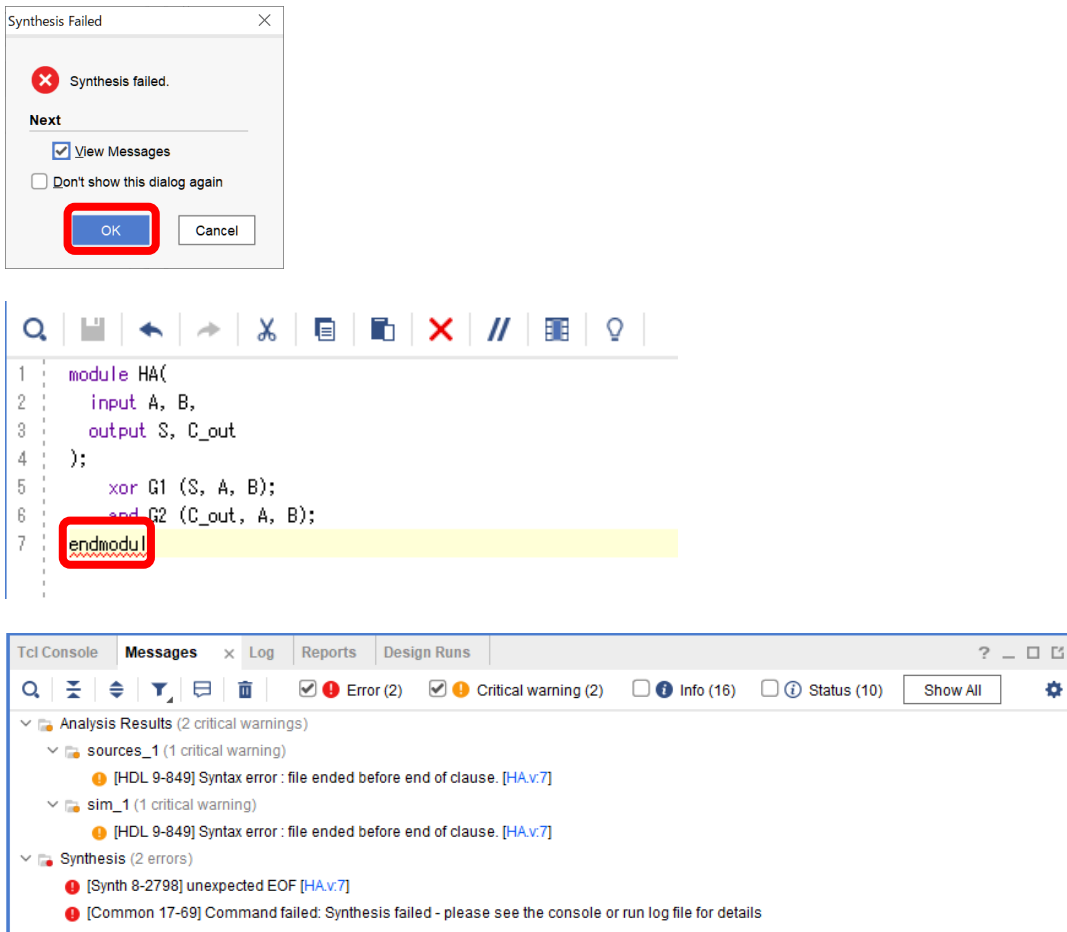 Synthesis Failed
Synthesis failed.
Next
View Messages
Don't show this dialog again
OK Cancel
1 module HA(
2 input A, B,
3 output S, C_out
4 );
5 xor G1 (S, A, B);
6 and G2 (C_out, A, B);
7 endmodul
Tcl Console Messages × Log Reports Design Runs ?
Error (2) Critical warning (2) Info (16) Status (10) Show All
Analysis Results (2 critical warnings)
sources_1 (1 critical warning)
[HDL 9-849] Syntax error : file ended before end of clause. [HA.v:7]
sim_1 (1 critical warning)
[HDL 9-849] Syntax error : file ended before end of clause. [HA.v:7]
Synthesis (2 errors)
[Synth 8-2798] unexpected EOF [HA.v:7]
[Common 17-69] Command failed: Synthesis failed - please see the console or run log file for details